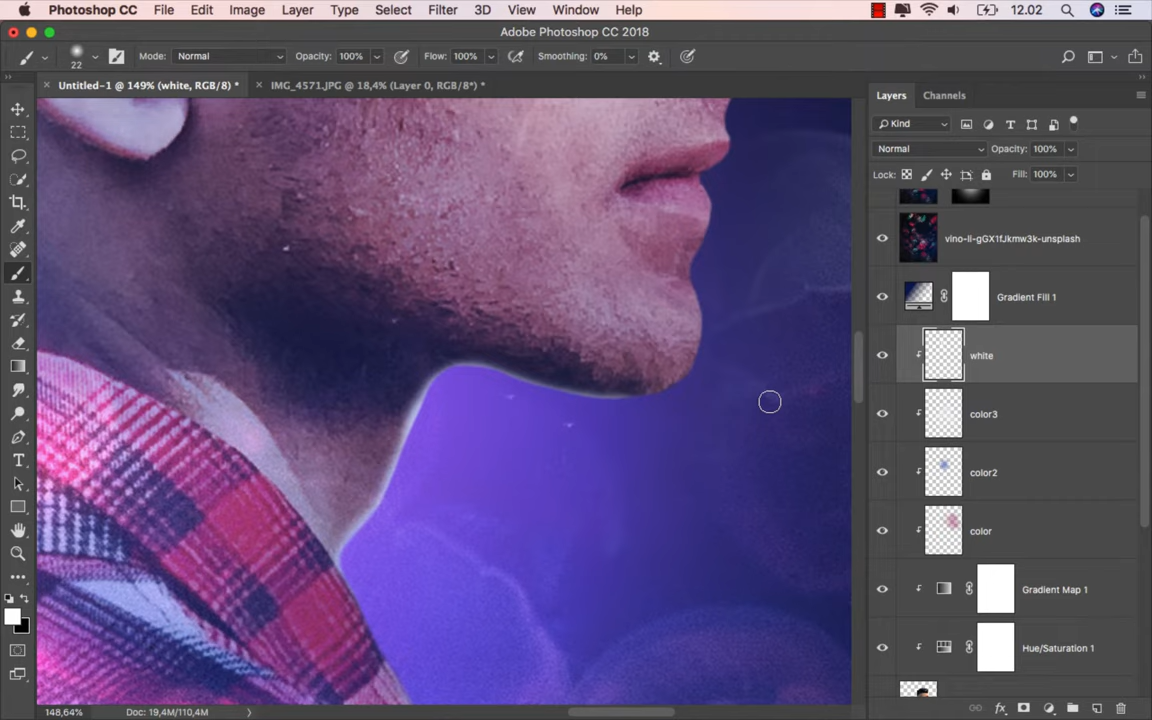 Photoshop CC File Edit Image Layer Type Select Filter 3D View Window Help 12.02
Adobe Photoshop CC 2018
22 Mode: Normal Opacity: 100% Flow: 100% Smoothing: 0%
Untitled-1 @ 149% (white, RGB/8) * IMG_4571.JPG @ 18,4% (Layer 0, RGB/8*) *
Layers Channels
Kind
Normal Opacity: 100%
Lock: Fill: 100%
vino-li-gGX1fJkmw3k-unsplash
Gradient Fill 1
white
color3
color2
color
Gradient Map 1
Hue/Saturation 1
148,64% Doc: 19,4M/110,4M